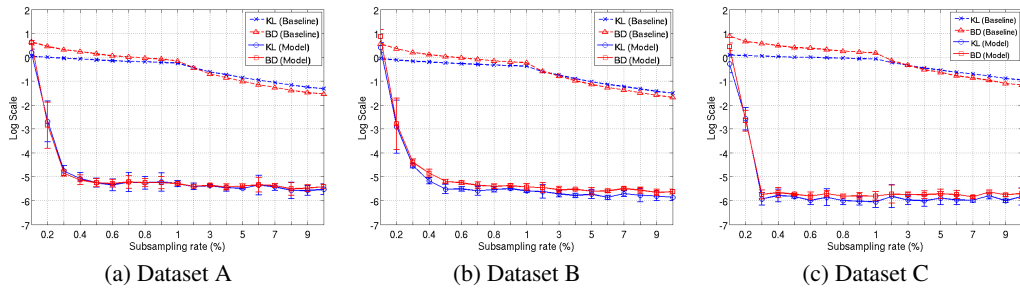 2
1
0
-1
-2
-3
-4
-5
-6
-7
Log Scale
0.2 0.4 0.6 0.8 1 3 5 7 9
Subsampling rate (%)
KL (Baseline)
BD (Baseline)
KL (Model)
BD (Model)
(a) Dataset A
2
1
0
-1
-2
-3
-4
-5
-6
-7
Log Scale
0.2 0.4 0.6 0.8 1 3 5 7 9
Subsampling rate (%)
KL (Baseline)
BD (Baseline)
KL (Model)
BD (Model)
(b) Dataset B
2
1
0
-1
-2
-3
-4
-5
-6
-7
Log Scale
0.2 0.4 0.6 0.8 1 3 5 7 9
Subsampling rate (%)
KL (Baseline)
BD (Baseline)
KL (Model)
BD (Model)
(c) Dataset C